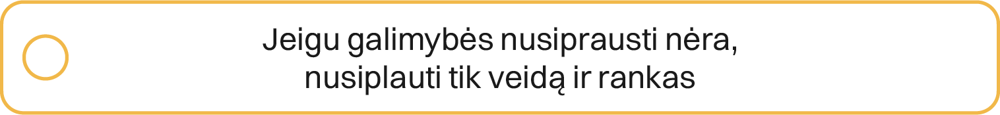 Jeigu galimybės nusiprausti nėra,
nusiplauti tik veidą ir rankas